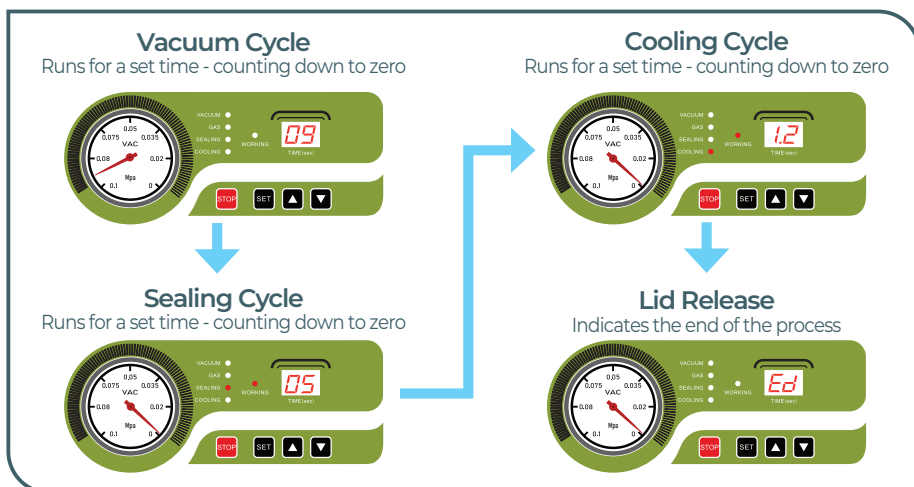 Vacuum Cycle
Runs for a set time - counting down to zero
0.05
0.075
0.035
VAC
0.08
0.02
Mpa
0.1
0
VACUUM
GAS
SEALING
COOLING
WORKING
09
TIME(sec)
STOP
SET
Sealing Cycle
Runs for a set time - counting down to zero
0.05
0.075
0.035
VAC
0.08
0.02
Mpa
0.1
0
VACUUM
GAS
SEALING
COOLING
WORKING
05
TIME(sec)
STOP
SET
Cooling Cycle
Runs for a set time - counting down to zero
0.05
0.075
0.035
VAC
0.08
0.02
Mpa
0.1
0
VACUUM
GAS
SEALING
COOLING
WORKING
1.2
TIME(sec)
STOP
SET
Lid Release
Indicates the end of the process
0.05
0.075
0.035
VAC
0.08
0.02
Mpa
0.1
0
VACUUM
GAS
SEALING
COOLING
WORKING
Ed
TIME(sec)
STOP
SET